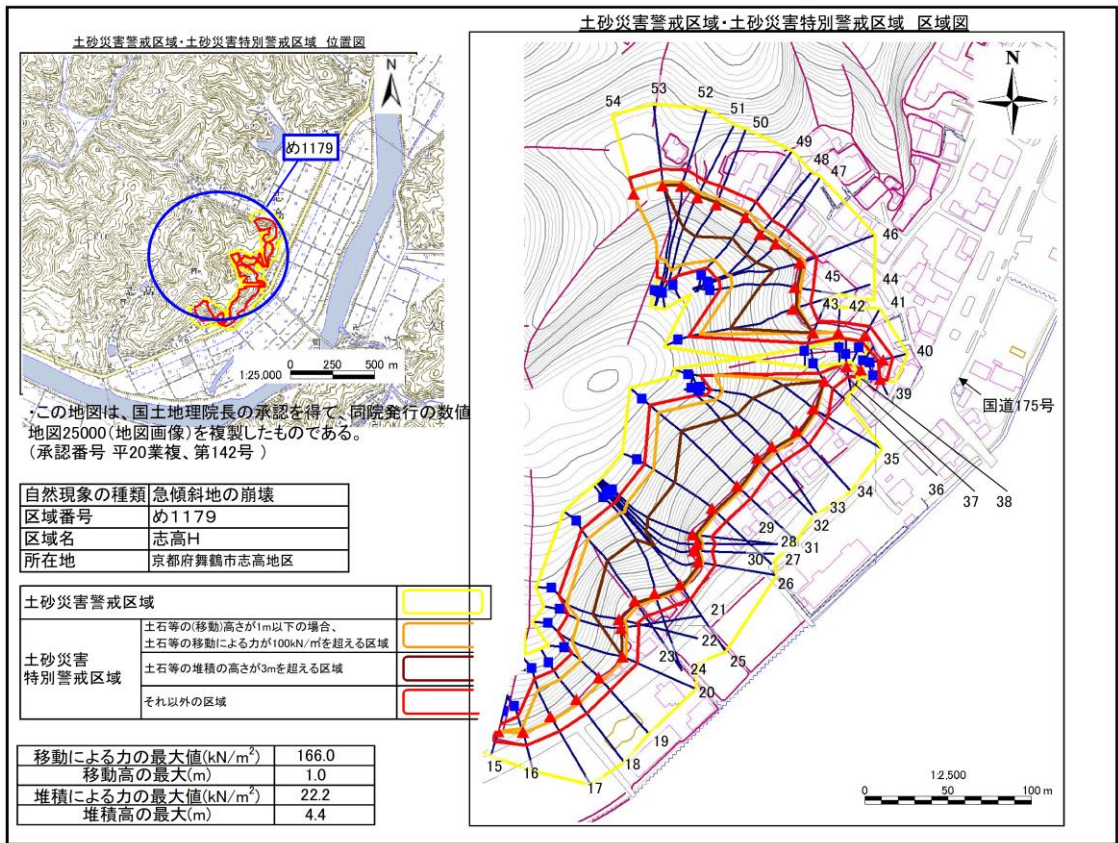 土砂災害警戒区域・土砂災害特別警戒区域 位置図
N
め1179
志高
0 250 500 m
1:25,000
・この地図は、国土地理院長の承認を得て、同院発行の数値
地図25000(地図画像)を複製したものである。
(承認番号 平20業複、第142号 )
自然現象の種類 急傾斜地の崩壊
区域番号 め1179
区域名 志高H
所在地 京都府舞鶴市志高地区
土砂災害警戒区域
土砂災害
特別警戒区域
土石等の(移動)高さが1m以下の場合、
土石等の移動による力が100kN/㎡を超える区域
土石等の堆積の高さが3mを超える区域
それ以外の区域
移動による力の最大値(kN/m²) 166.0
移動高の最大(m) 1.0
堆積による力の最大値(kN/m²) 22.2
堆積高の最大(m) 4.4
土砂災害警戒区域・土砂災害特別警戒区域 区域図
N
54
53
52
51
50
49
48
47
46
45
44
43
42
41
40
39
国道175号
38
37
36
35
34
33
32
31
30
29
28
27
26
25
24
23
22
21
20
19
18
17
16
15
1:2,500
0 50 100 m